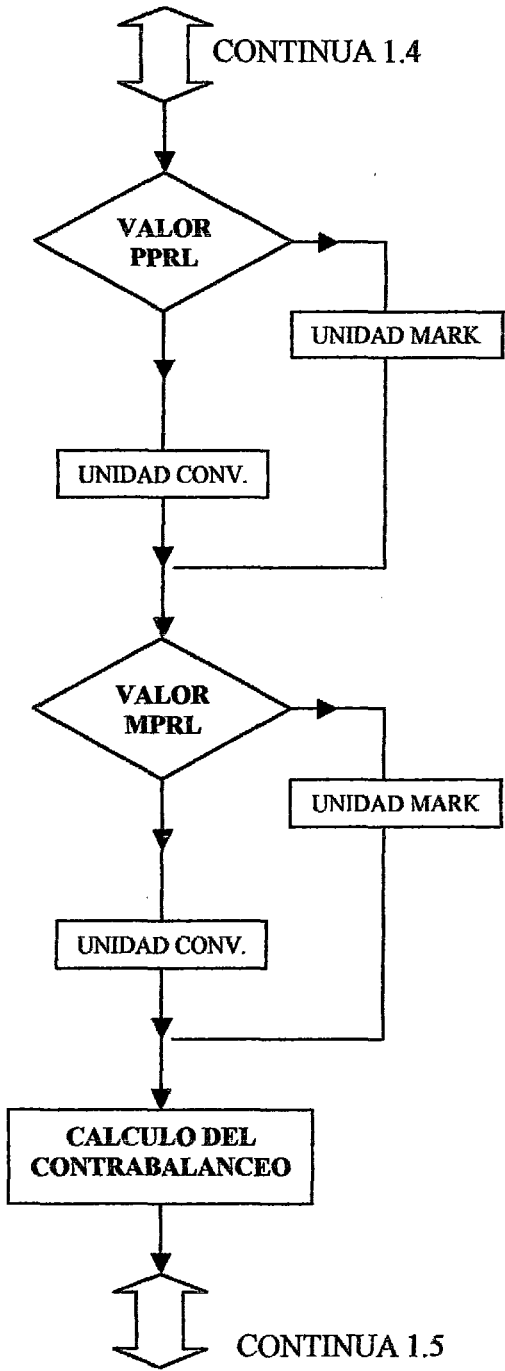 CONTINUA 1.4
VALOR
PPRL
UNIDAD MARK
UNIDAD CONV.
VALOR
MPRL
UNIDAD MARK
UNIDAD CONV.
CALCULO DEL
CONTRABALANCEO
CONTINUA 1.5